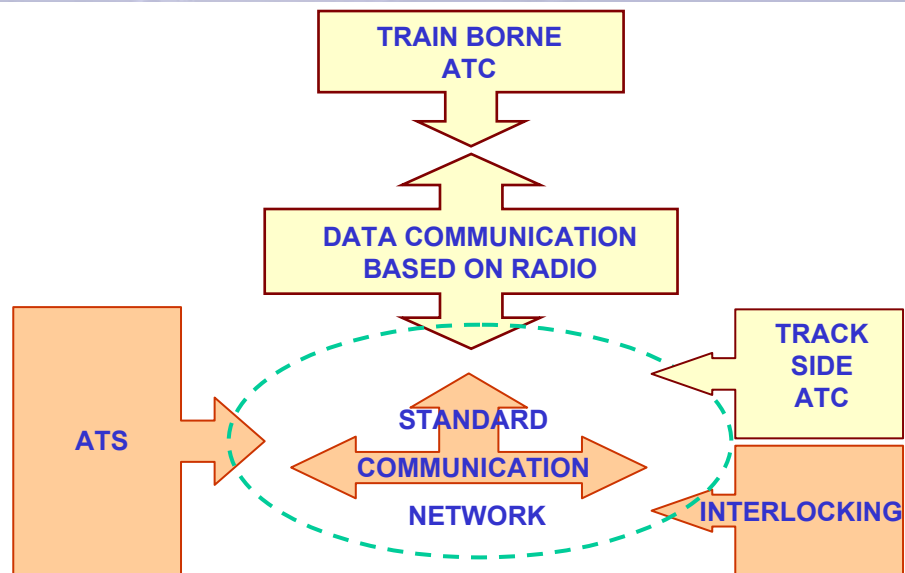 TRAIN BORNE
ATC
DATA COMMUNICATION
BASED ON RADIO
TRACK
SIDE
ATC
ATS
STANDARD
COMMUNICATION
NETWORK
INTERLOCKING